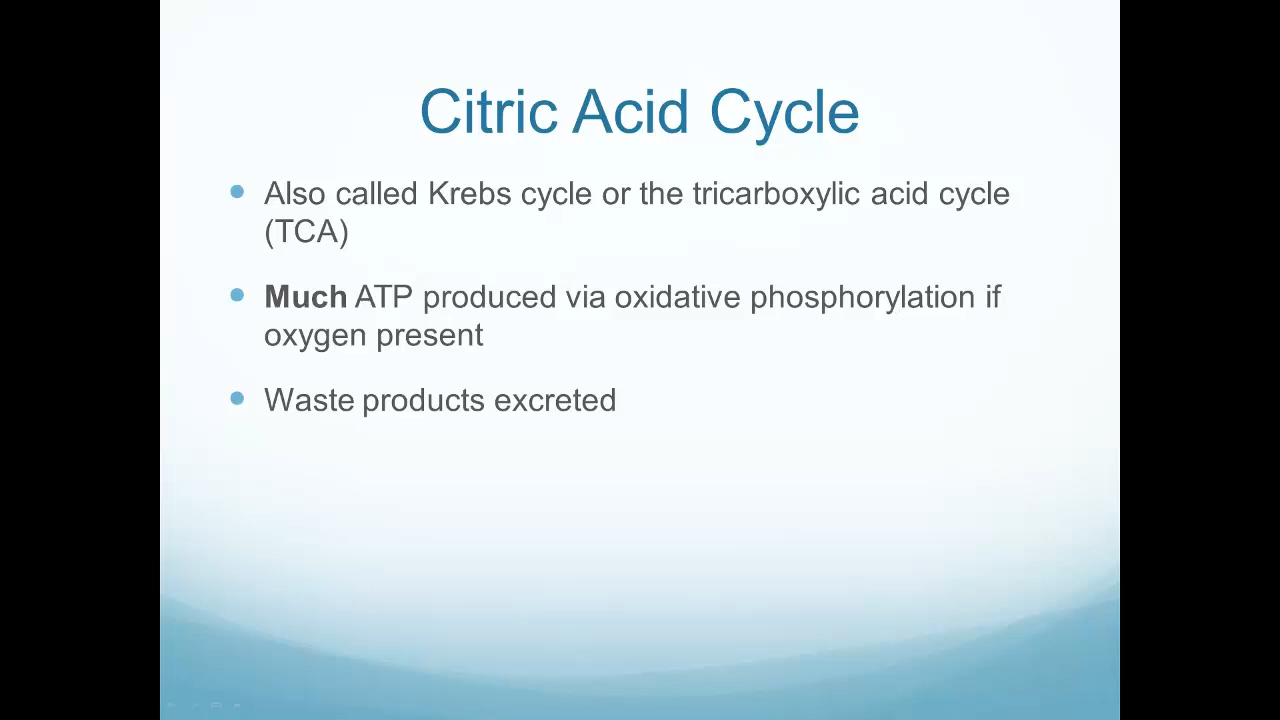 Citric Acid Cycle
• Also called Krebs cycle or the tricarboxylic acid cycle
(TCA)
• Much ATP produced via oxidative phosphorylation if
oxygen present
• Waste products excreted